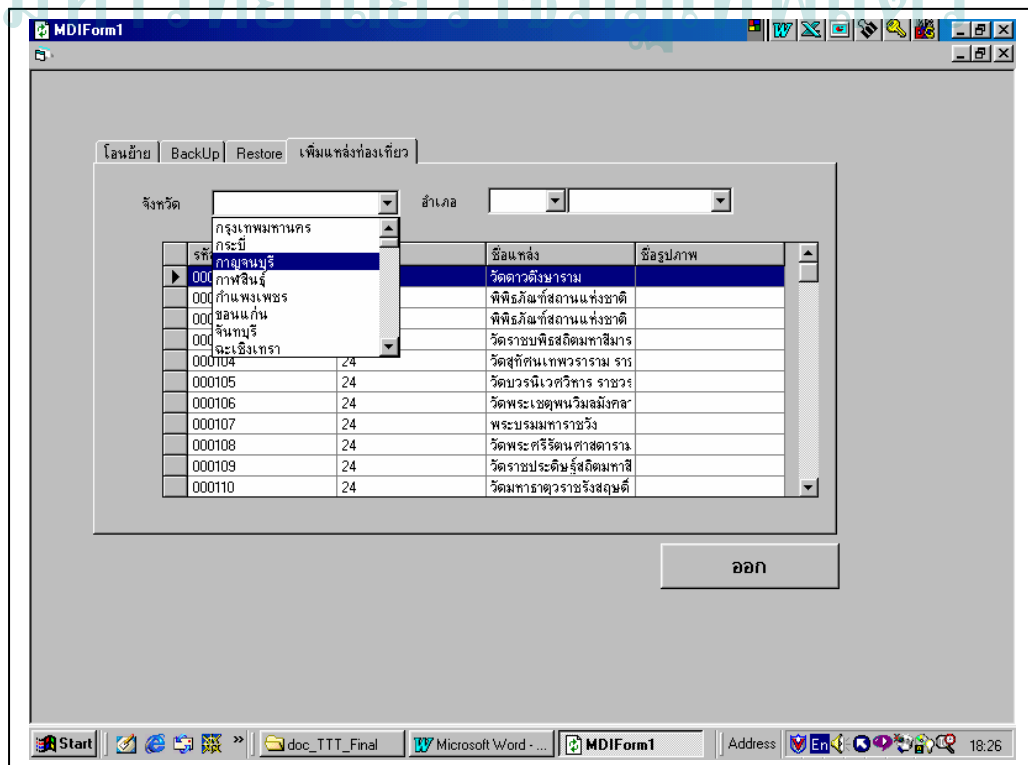 MDIForm1
โอนย้าย BackUp Restore เพิ่มแหล่งท่องเที่ยว
จังหวัด อำเภอ
กรุงเทพมหานคร
กระบี่
กาญจนบุรี
กาฬสินธุ์
กำแพงเพชร
ขอนแก่น
จันทบุรี
ฉะเชิงเทรา
ชื่อแหล่ง ชื่อรูปภาพ
วัดดาวดึงษาราม
พิพิธภัณฑ์สถานแห่งชาติ
พิพิธภัณฑ์สถานแห่งชาติ
วัดราชบพิธสถิตมหาสีมาร
000104 24 วัดสุทัศนเทพวราราม ราช
000105 24 วัดบวรนิเวศวิหาร ราชวร
000106 24 วัดพระเชตุพนวิมลมังคลา
000107 24 พระบรมมหาราชวัง
000108 24 วัดพระศรีรัตนศาสดาราม
000109 24 วัดราชประดิษฐ์สถิตมหาสี
000110 24 วัดมหาธาตุวราชรังสฤษดิ์
ออก
Start doc_TTT_Final Microsoft Word - ... MDIForm1 Address En 18:26